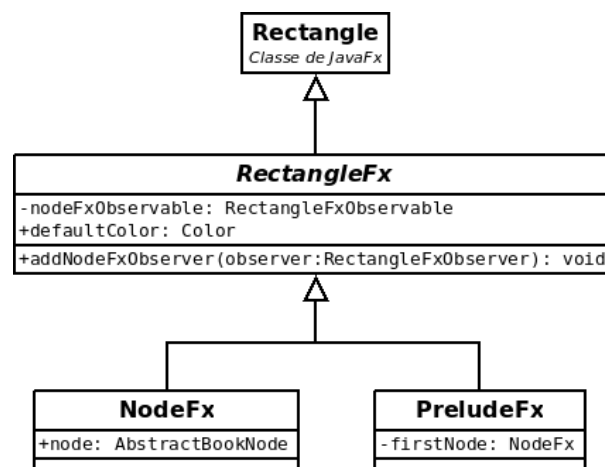 Rectangle
Classe de JavaFx
RectangleFx
-nodeFxObservable: RectangleFxObservable
+defaultColor: Color
+addNodeFxObserver(observer:RectangleFxObserver): void
NodeFx
PreludeFx
+node: AbstractBookNode
-firstNode: NodeFx